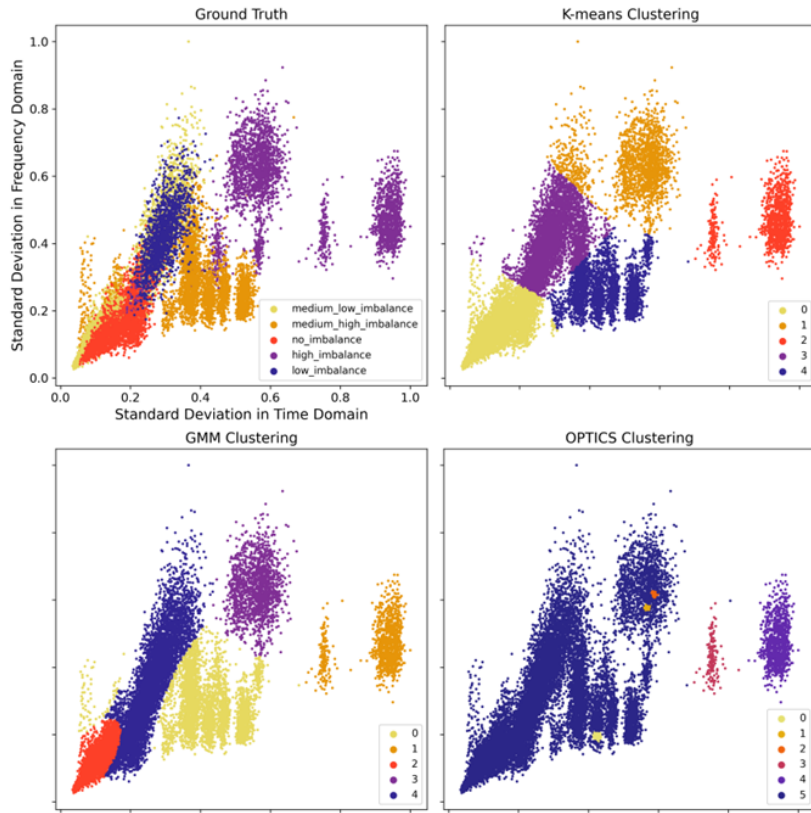 Ground Truth
K-means Clustering
Standard Deviation in Frequency Domain
1.0
0.8
0.6
0.4
0.2
0.0
medium_low_imbalance
medium_high_imbalance
no_imbalance
high_imbalance
low_imbalance
0.0 0.2 0.4 0.6 0.8 1.0
Standard Deviation in Time Domain
0
1
2
3
4
GMM Clustering
OPTICS Clustering
0
1
2
3
4
0
1
2
3
4
5